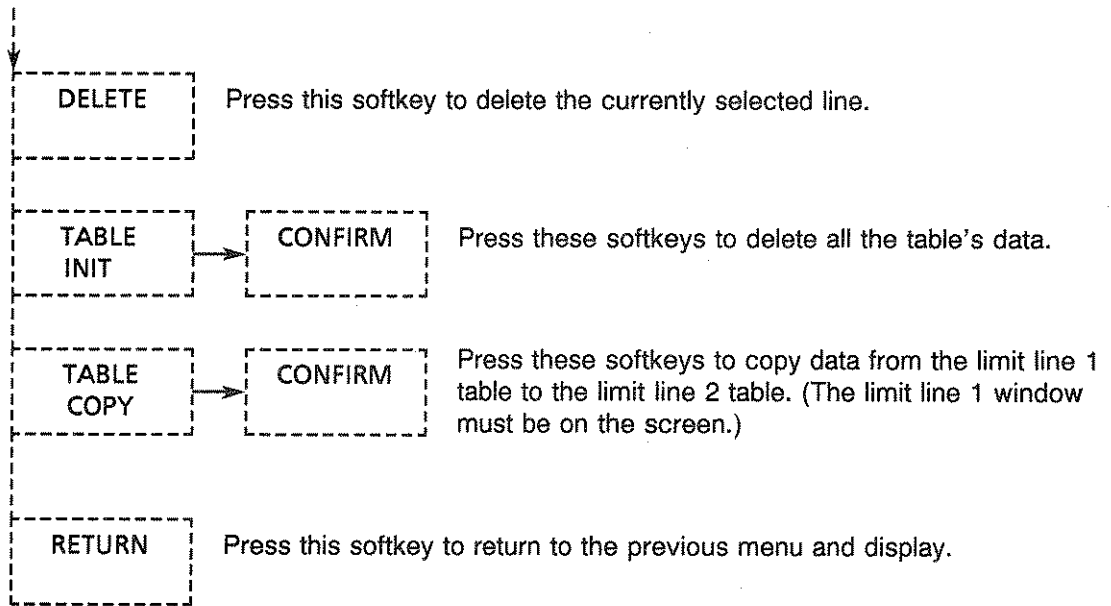 DELETE
Press this softkey to delete the currently selected line.
TABLE
INIT
CONFIRM
Press these softkeys to delete all the table's data.
TABLE
COPY
CONFIRM
Press these softkeys to copy data from the limit line 1
table to the limit line 2 table. (The limit line 1 window
must be on the screen.)
RETURN
Press this softkey to return to the previous menu and display.